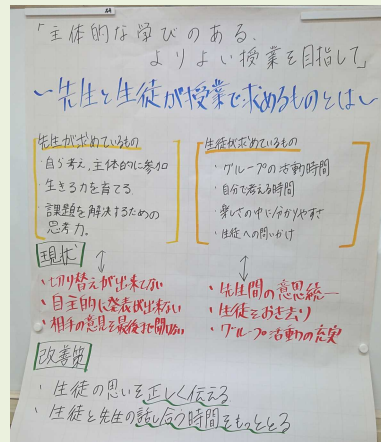 「主体的な学びのある、
よりよい授業を目指して」
〜先生と生徒が授業で求めるものとは〜
先生が求めているもの
・自ら考え、主体的に参加
・生きる力を育てる
・課題を解決するための
思考力。
生徒が求めているもの
・グループの活動時間
・自分で考える時間
・楽しさの中に分かりやすさ
・生徒への問いかけ
現状
・切り替えが出来てない
・自主的に発表が出来ない
・相手の意見を最後まで聞けない
・先生間の意思統一
・生徒をおき去り
・グループ活動の充実
改善策
・生徒の思いを正しく伝える
・生徒と先生の話し合う時間をもっととる